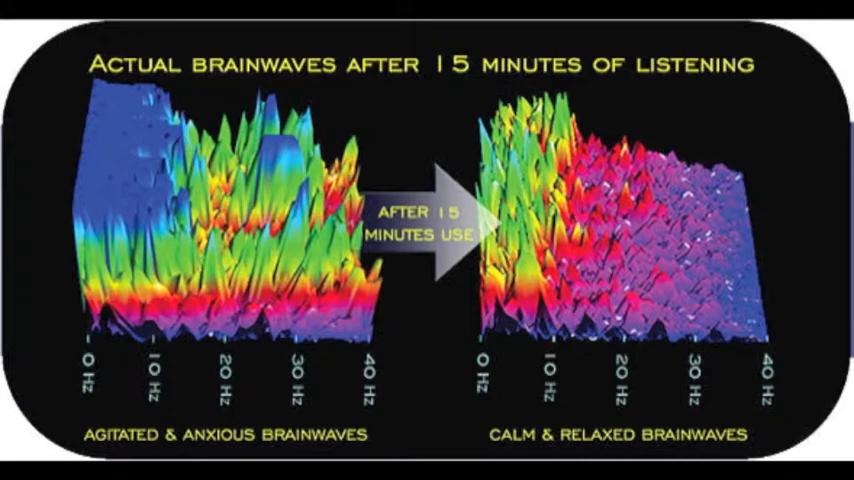 ACTUAL BRAINWAVES AFTER 15 MINUTES OF LISTENING
AFTER 15
MINUTES USE
0 Hz
10 Hz
20 Hz
30 Hz
40 Hz
0 Hz
10 Hz
20 Hz
30 Hz
40 Hz
AGITATED & ANXIOUS BRAINWAVES
CALM & RELAXED BRAINWAVES